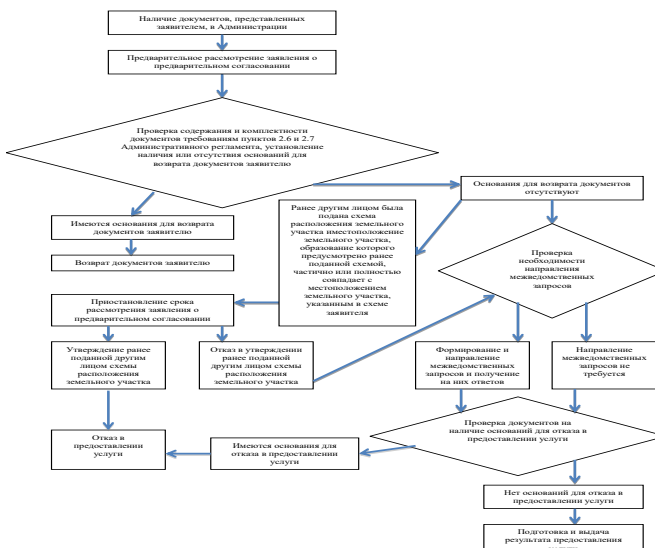 Наличие документов, представленных
заявителем, в Администрации
Предварительное рассмотрение заявления о
предварительном согласовании
Проверка содержания и комплектности
документов требованиям пунктов 2.6 и 2.7
Административного регламента, установление
наличия или отсутствия оснований для
возврата документов заявителю
Основания для возврата документов
отсутствуют
Имеются основания для возврата
документов заявителю
Возврат документов заявителю
Ранее другим лицом была
подана схема
расположения земельного
участка иместоположение
земельного участка,
образование которого
предусмотрено ранее
поданной схемой,
частично или полностью
совпадает с
местоположением
земельного участка,
указанным в схеме
заявителя
Проверка
необходимости
направления
межведомственных
запросов
Приостановление срока
рассмотрения заявления о
предварительном согласовании
Утверждение ранее
поданной другим
лицом схемы
расположения
земельного участка
Отказ в утверждении
ранее поданной
другим лицом схемы
расположения
земельного участка
Формирование и
направление
межведомственных
запросов и получение
на них ответов
Направление
межведомственных
запросов не
требуется
Проверка документов на
наличие оснований для отказа в
предоставлении услуги
Отказ в
предоставлении
услуги
Имеются основания для
отказа в предоставлении
услуги
Нет оснований для отказа в
предоставлении услуги
Подготовка и выдача
результата предоставления